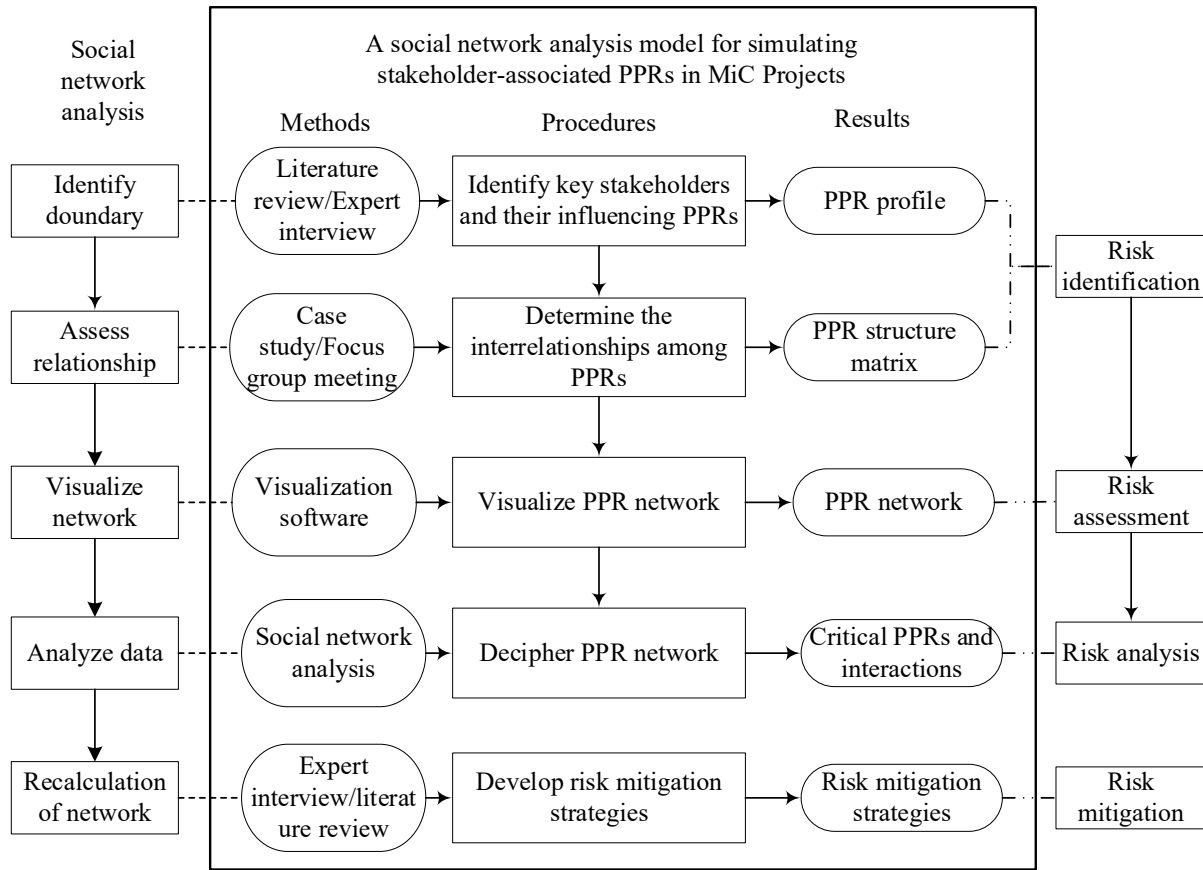 Social
network
analysis
A social network analysis model for simulating
stakeholder-associated PPRs in MiC Projects
Methods
Procedures
Results
Identify
doundary
Literature
review/Expert
interview
Identify key stakeholders
and their influencing PPRs
PPR profile
Risk
identification
Assess
relationship
Case
study/Focus
group meeting
Determine the
interrelationships among
PPRs
PPR structure
matrix
Visualize
network
Visualization
software
Visualize PPR network
PPR network
Risk
assessment
Analyze data
Social network
analysis
Decipher PPR network
Critical PPRs and
interactions
Risk analysis
Recalculation
of network
Expert
interview/literat
ure review
Develop risk mitigation
strategies
Risk mitigation
strategies
Risk
mitigation